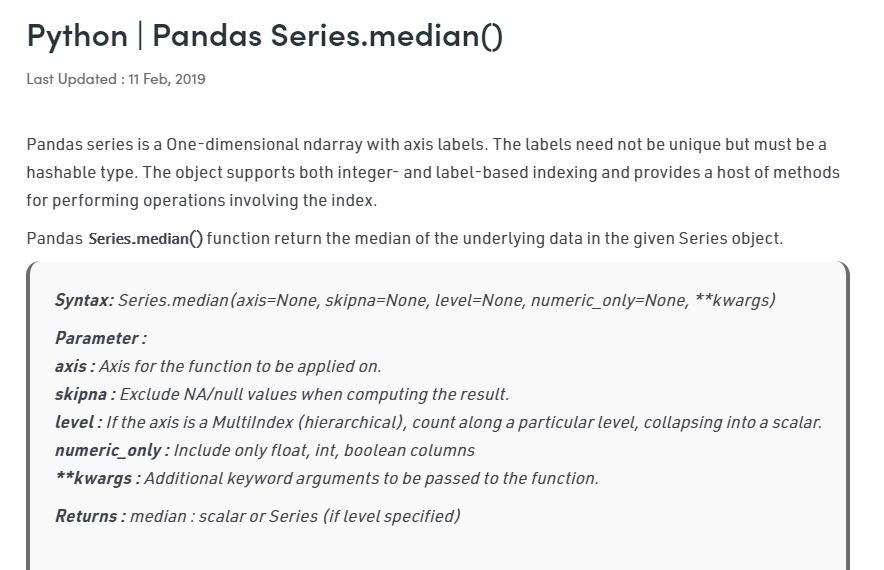 Python | Pandas Series.median()
Last Updated : 11 Feb, 2019
Pandas series is a One-dimensional ndarray with axis labels. The labels need not be unique but must be a
hashable type. The object supports both integer- and label-based indexing and provides a host of methods
for performing operations involving the index.
Pandas Series.median() function return the median of the underlying data in the given Series object.
Syntax: Series.median(axis=None, skipna=None, level=None, numeric_only=None, **kwargs)
Parameter :
axis : Axis for the function to be applied on.
skipna : Exclude NA/null values when computing the result.
level : If the axis is a MultiIndex (hierarchical), count along a particular level, collapsing into a scalar.
numeric_only : Include only float, int, boolean columns
**kwargs : Additional keyword arguments to be passed to the function.
Returns : median : scalar or Series (if level specified)